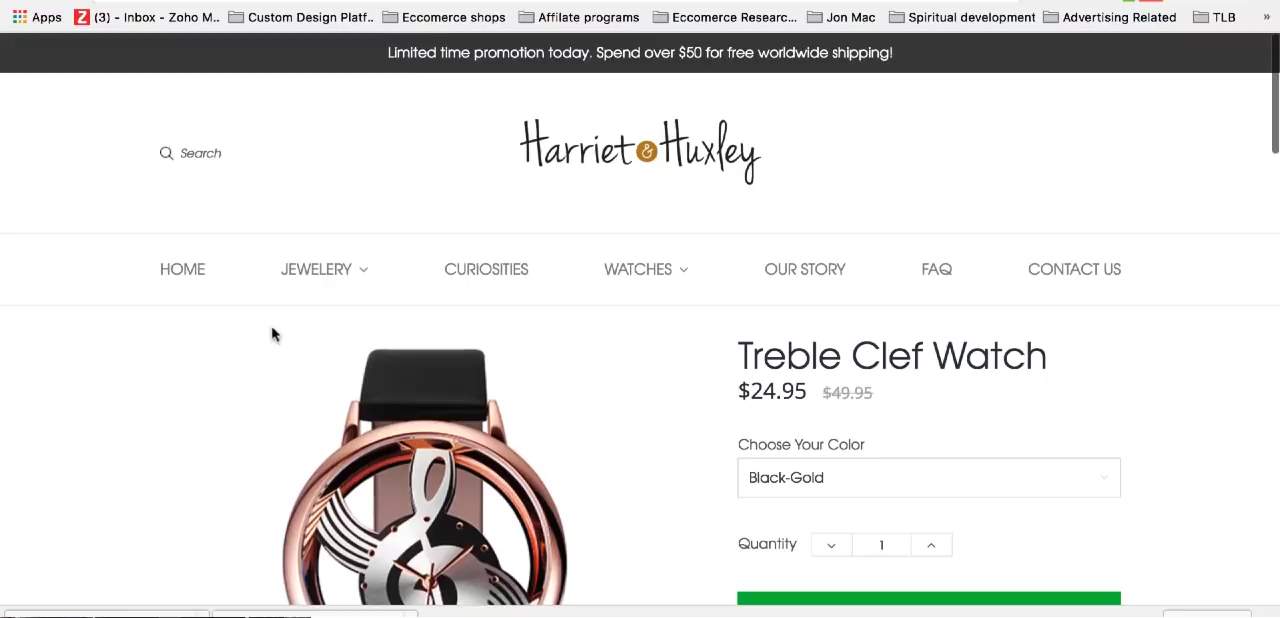 Apps (3) - Inbox - Zoho M.. Custom Design Platf.. Eccomerce shops Affilate programs Eccomerce Researc... Jon Mac Spiritual development Advertising Related TLB »
Limited time promotion today. Spend over $50 for free worldwide shipping!
Search
Harriet & Huxley
HOME JEWELERY CURIOSITIES WATCHES OUR STORY FAQ CONTACT US
Treble Clef Watch
$24.95 $49.95
Choose Your Color
Black-Gold
Quantity 1